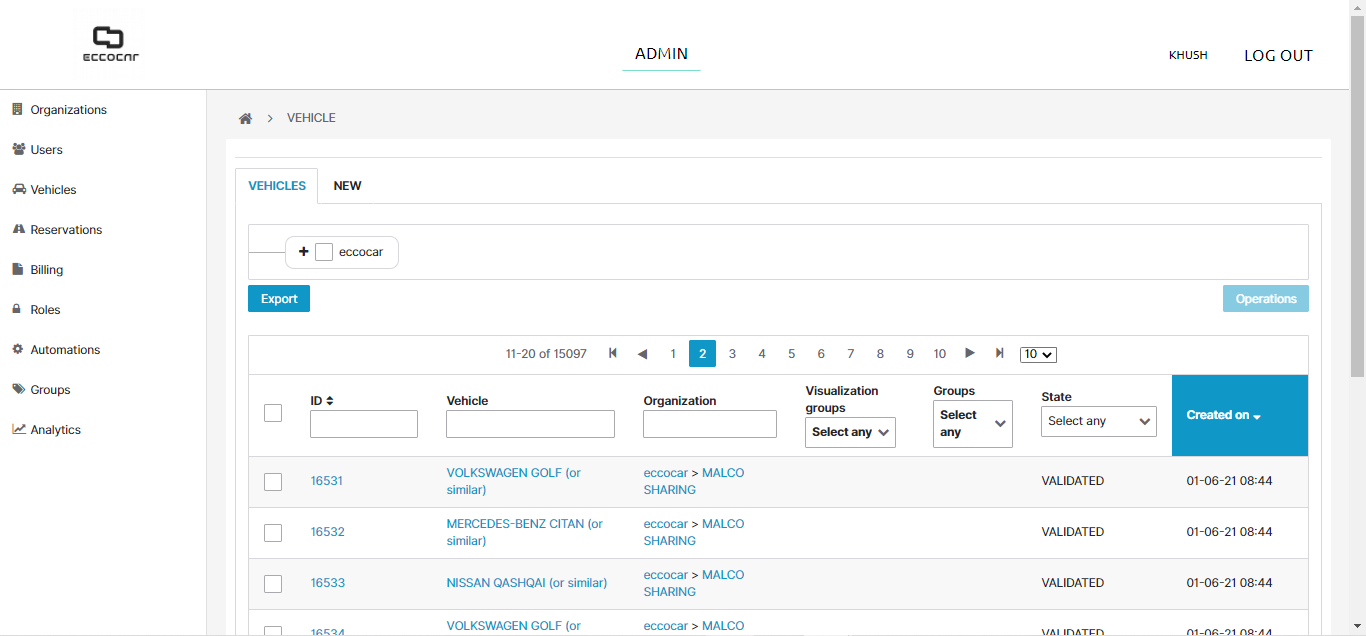 ECCOCAR
ADMIN
KHUSH
LOG OUT
Organizations
Users
Vehicles
Reservations
Billing
Roles
Automations
Groups
Analytics
> VEHICLE
VEHICLES
NEW
+ eccocar
Export
Operations
11-20 of 15097 1 2 3 4 5 6 7 8 9 10 10
ID
Vehicle
Organization
Visualization
groups
Select any
Groups
Select
any
State
Select any
Created on
16531
VOLKSWAGEN GOLF (or
similar)
eccocar > MALCO
SHARING
VALIDATED
01-06-21 08:44
16532
MERCEDES-BENZ CITAN (or
similar)
eccocar > MALCO
SHARING
VALIDATED
01-06-21 08:44
16533
NISSAN QASHQAI (or similar)
eccocar > MALCO
SHARING
VALIDATED
01-06-21 08:44
16534
VOLKSWAGEN GOLF (or
eccocar > MALCO
VALIDATED
01-06-21 08:44